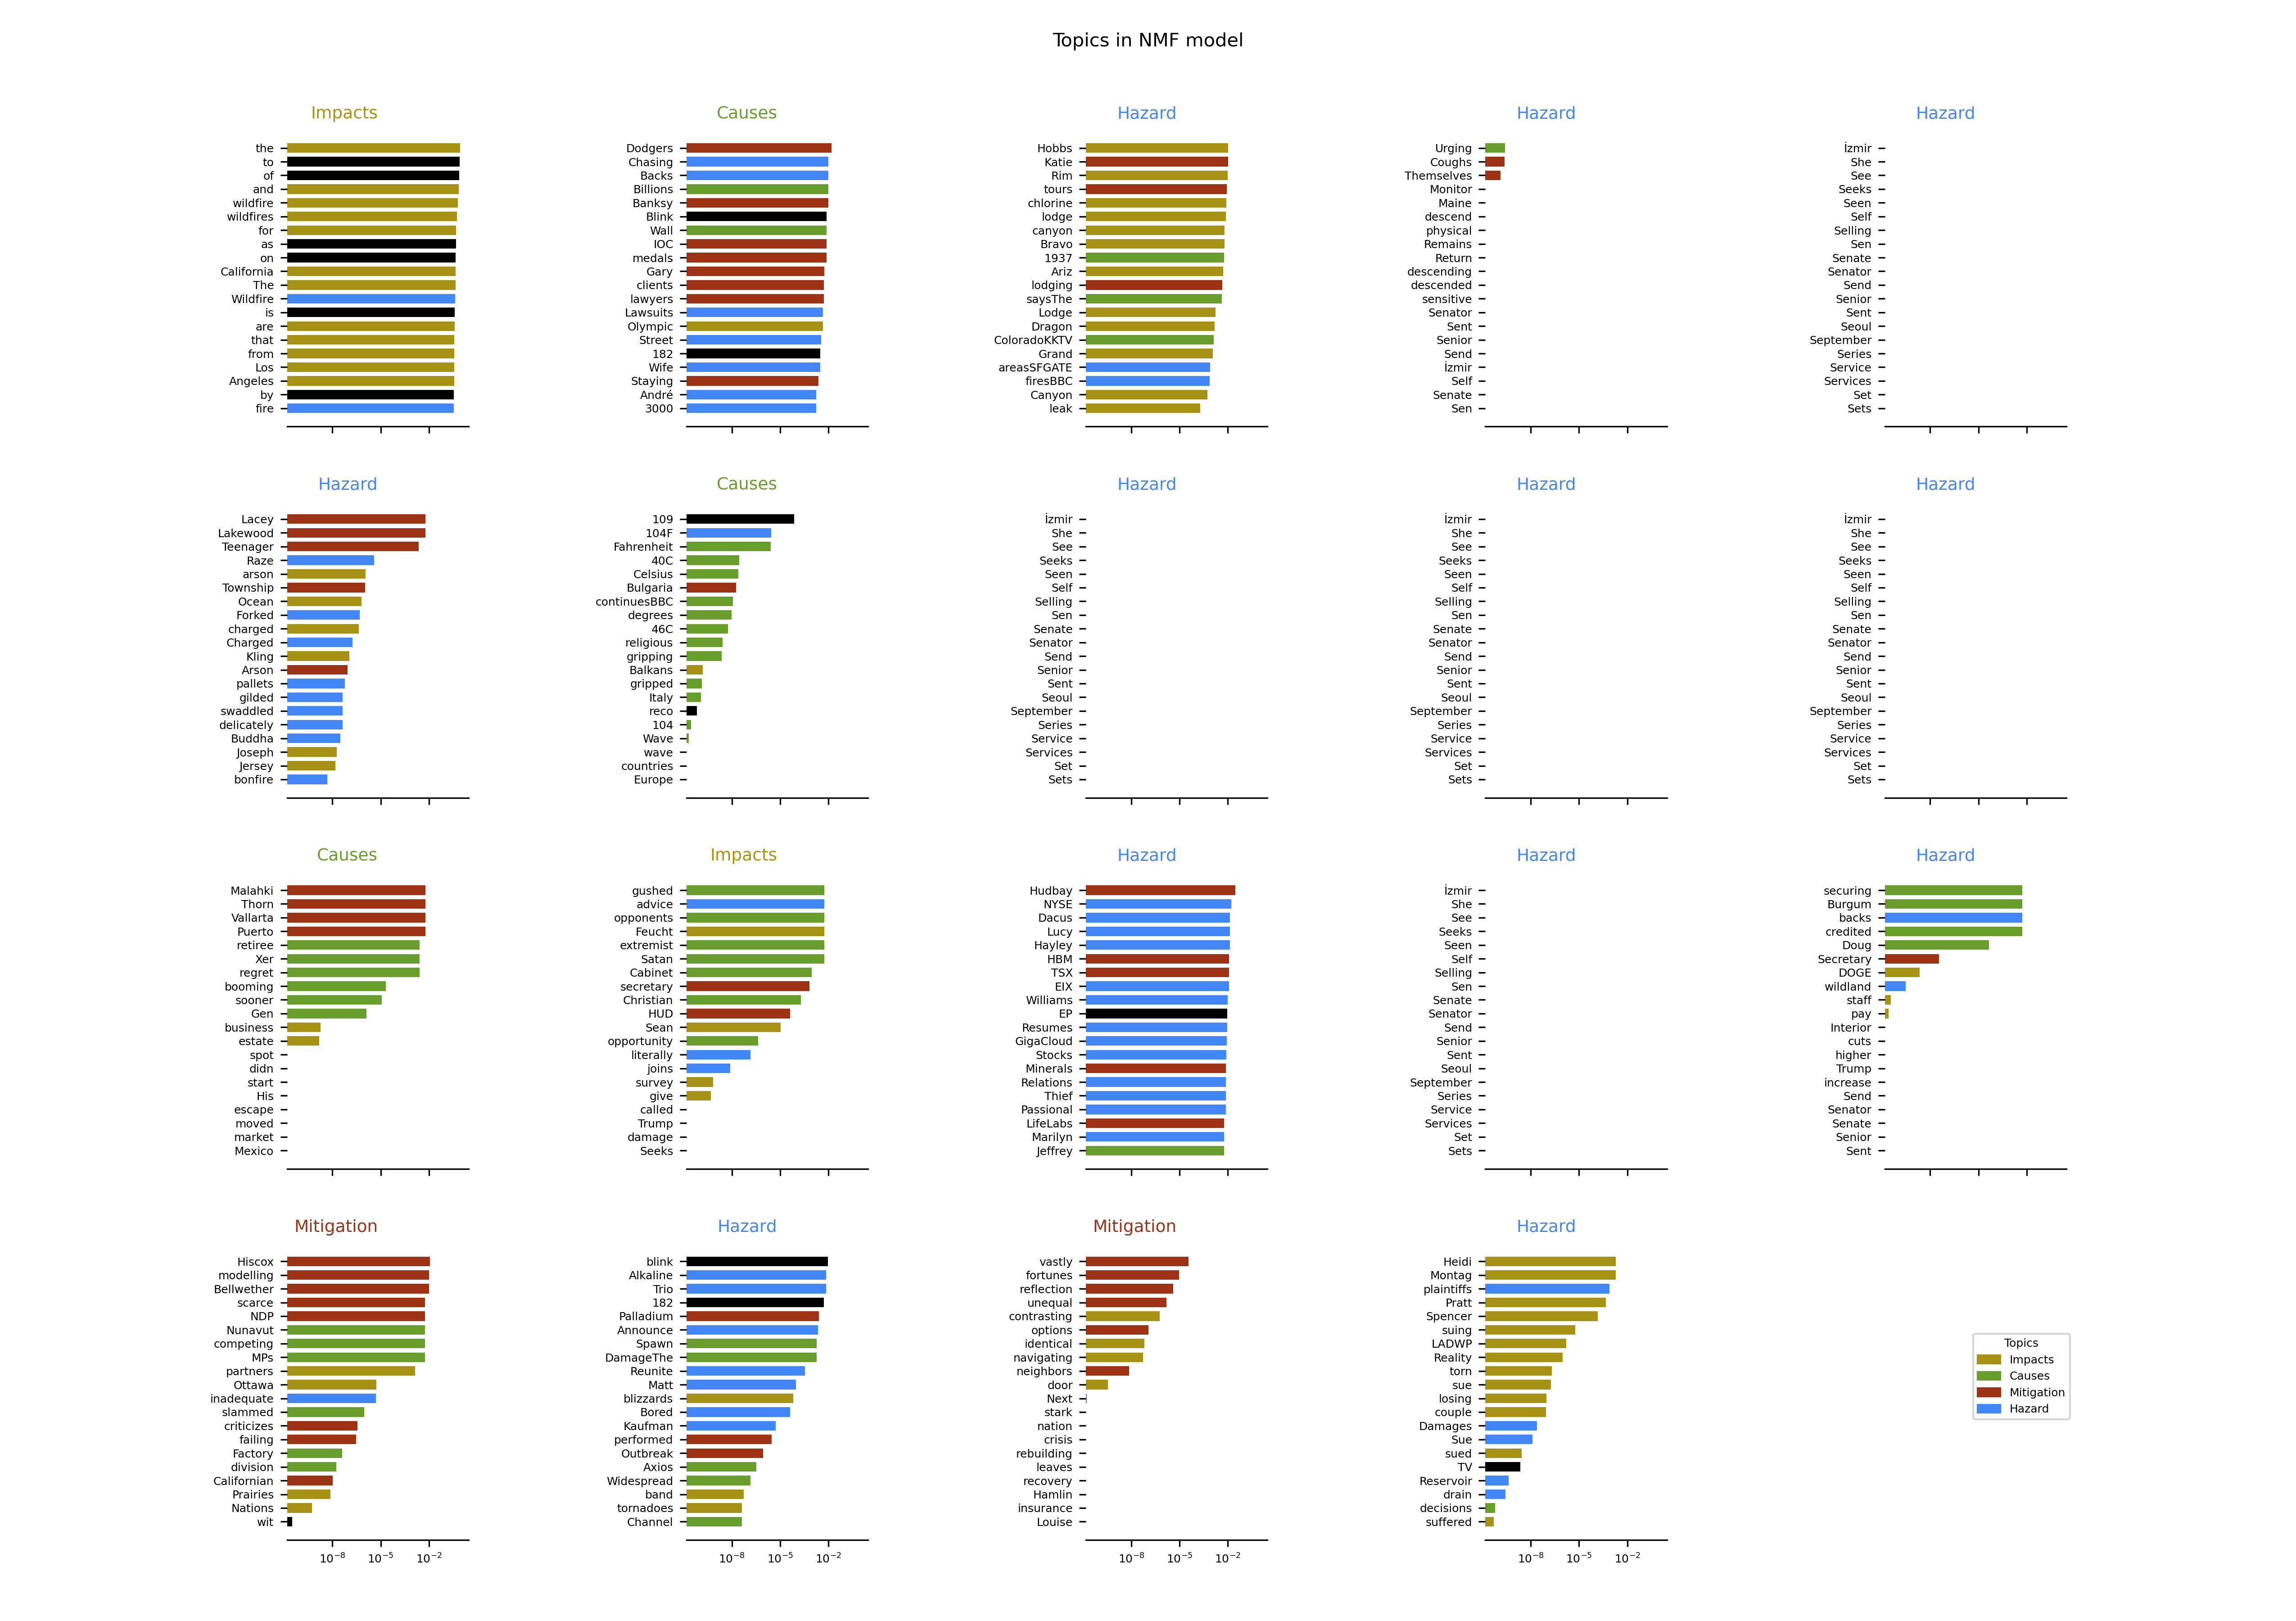 Topics in NMF model
Impacts
the
to
of
and
wildfire
wildfires
for
as
on
California
The
Wildfire
is
are
that
from
Los
Angeles
by
fire
Causes
Dodgers
Chasing
Backs
Billions
Banksy
Blink
Wall
IOC
medals
Gary
clients
lawyers
Lawsuits
Olympic
Street
182
Wife
Staying
André
3000
Hazard
Hobbs
Katie
Rim
tours
chlorine
lodge
canyon
Bravo
1937
Ariz
lodging
saysThe
Lodge
Dragon
ColoradoKKTV
Grand
areasSFGATE
firesBBC
Canyon
leak
Hazard
Urging
Coughs
Themselves
Monitor
Maine
descend
physical
Remains
Return
descending
descended
sensitive
Senator
Sent
Senior
Send
İzmir
Self
Senate
Sen
Hazard
İzmir
She
See
Seeks
Seen
Self
Selling
Sen
Senate
Senator
Send
Senior
Sent
Seoul
September
Series
Service
Services
Set
Sets
Hazard
Lacey
Lakewood
Teenager
Raze
arson
Township
Ocean
Forked
charged
Charged
Kling
Arson
pallets
gilded
swaddled
delicately
Buddha
Joseph
Jersey
bonfire
Causes
109
104F
Fahrenheit
40C
Celsius
Bulgaria
continuesBBC
degrees
46C
religious
gripping
Balkans
gripped
Italy
reco
104
Wave
wave
countries
Europe
Hazard
İzmir
She
See
Seeks
Seen
Self
Selling
Sen
Senate
Senator
Send
Senior
Sent
Seoul
September
Series
Service
Services
Set
Sets
Hazard
İzmir
She
See
Seeks
Seen
Self
Selling
Sen
Senate
Senator
Send
Senior
Sent
Seoul
September
Series
Service
Services
Set
Sets
Hazard
İzmir
She
See
Seeks
Seen
Self
Selling
Sen
Senate
Senator
Send
Senior
Sent
Seoul
September
Series
Service
Services
Set
Sets
Causes
Malahki
Thorn
Vallarta
Puerto
retiree
Xer
regret
booming
sooner
Gen
business
estate
spot
didn
start
His
escape
moved
market
Mexico
Impacts
gushed
advice
opponents
Feucht
extremist
Satan
Cabinet
secretary
Christian
HUD
Sean
opportunity
literally
joins
survey
give
called
Trump
damage
Seeks
Hazard
Hudbay
NYSE
Dacus
Lucy
Hayley
HBM
TSX
EIX
Williams
EP
Resumes
GigaCloud
Stocks
Minerals
Relations
Thief
Passional
LifeLabs
Marilyn
Jeffrey
Hazard
İzmir
She
See
Seeks
Seen
Self
Selling
Sen
Senate
Senator
Send
Senior
Sent
Seoul
September
Series
Service
Services
Set
Sets
Hazard
securing
Burgum
backs
credited
Doug
Secretary
DOGE
wildland
staff
pay
Interior
cuts
higher
Trump
increase
Send
Senator
Senate
Senior
Sent
Mitigation
Hiscox
modelling
Bellwether
scarce
NDP
Nunavut
competing
MPs
partners
Ottawa
inadequate
slammed
criticizes
failing
Factory
division
Californian
Prairies
Nations
wit
10⁻⁸ 10⁻⁵ 10⁻²
Hazard
blink
Alkaline
Trio
182
Palladium
Announce
Spawn
DamageThe
Reunite
Matt
blizzards
Bored
Kaufman
performed
Outbreak
Axios
Widespread
band
tornadoes
Channel
10⁻⁸ 10⁻⁵ 10⁻²
Mitigation
vastly
fortunes
reflection
unequal
contrasting
options
identical
navigating
neighbors
door
Next
stark
nation
crisis
rebuilding
leaves
recovery
Hamlin
insurance
Louise
10⁻⁸ 10⁻⁵ 10⁻²
Hazard
Heidi
Montag
plaintiffs
Pratt
Spencer
suing
LADWP
Reality
torn
sue
losing
couple
Damages
Sue
sued
TV
Reservoir
drain
decisions
suffered
10⁻⁸ 10⁻⁵ 10⁻²
Topics
Impacts
Causes
Mitigation
Hazard